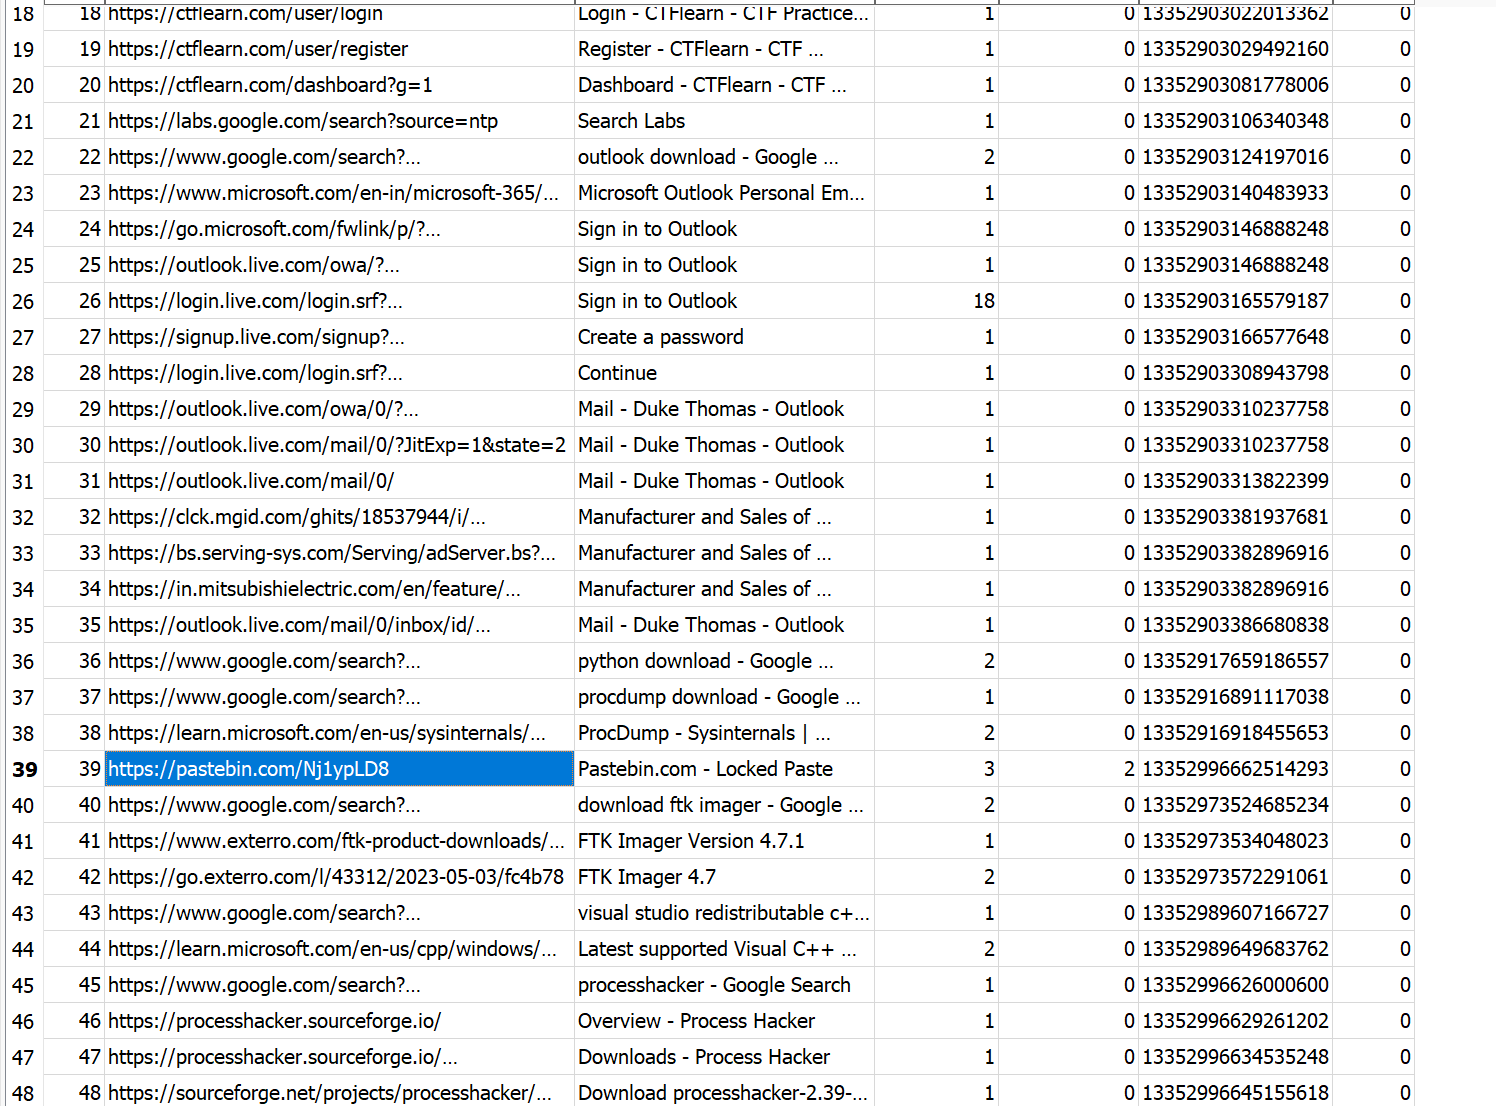 18 18 https://ctflearn.com/user/login Login - CTFlearn - CTF Practice... 1 0 13352903022013362 0
19 19 https://ctflearn.com/user/register Register - CTFlearn - CTF ... 1 0 13352903029492160 0
20 20 https://ctflearn.com/dashboard?g=1 Dashboard - CTFlearn - CTF ... 1 0 13352903081778006 0
21 21 https://labs.google.com/search?source=ntp Search Labs 1 0 13352903106340348 0
22 22 https://www.google.com/search?... outlook download - Google ... 2 0 13352903124197016 0
23 23 https://www.microsoft.com/en-in/microsoft-365/... Microsoft Outlook Personal Em... 1 0 13352903140483933 0
24 24 https://go.microsoft.com/fwlink/p/?... Sign in to Outlook 1 0 13352903146888248 0
25 25 https://outlook.live.com/owa/?... Sign in to Outlook 1 0 13352903146888248 0
26 26 https://login.live.com/login.srf?... Sign in to Outlook 18 0 13352903165579187 0
27 27 https://signup.live.com/signup?... Create a password 1 0 13352903166577648 0
28 28 https://login.live.com/login.srf?... Continue 1 0 13352903308943798 0
29 29 https://outlook.live.com/owa/0/?... Mail - Duke Thomas - Outlook 1 0 13352903310237758 0
30 30 https://outlook.live.com/mail/0/?JitExp=1&state=2 Mail - Duke Thomas - Outlook 1 0 13352903310237758 0
31 31 https://outlook.live.com/mail/0/ Mail - Duke Thomas - Outlook 1 0 13352903313822399 0
32 32 https://clck.mgid.com/ghits/18537944/i/... Manufacturer and Sales of ... 1 0 13352903381937681 0
33 33 https://bs.serving-sys.com/Serving/adServer.bs?... Manufacturer and Sales of ... 1 0 13352903382896916 0
34 34 https://in.mitsubishielectric.com/en/feature/... Manufacturer and Sales of ... 1 0 13352903382896916 0
35 35 https://outlook.live.com/mail/0/inbox/id/... Mail - Duke Thomas - Outlook 1 0 13352903386680838 0
36 36 https://www.google.com/search?... python download - Google ... 2 0 13352917659186557 0
37 37 https://www.google.com/search?... procdump download - Google ... 1 0 13352916891117038 0
38 38 https://learn.microsoft.com/en-us/sysinternals/... ProcDump - Sysinternals | ... 2 0 13352916918455653 0
39 39 https://pastebin.com/Nj1ypLD8 Pastebin.com - Locked Paste 3 2 13352996662514293 0
40 40 https://www.google.com/search?... download ftk imager - Google ... 2 0 13352973524685234 0
41 41 https://www.exterro.com/ftk-product-downloads/... FTK Imager Version 4.7.1 1 0 13352973534048023 0
42 42 https://go.exterro.com/l/43312/2023-05-03/fc4b78 FTK Imager 4.7 2 0 13352973572291061 0
43 43 https://www.google.com/search?... visual studio redistributable c+... 1 0 13352989607166727 0
44 44 https://learn.microsoft.com/en-us/cpp/windows/... Latest supported Visual C++ ... 2 0 13352989649683762 0
45 45 https://www.google.com/search?... processhacker - Google Search 1 0 13352996626000600 0
46 46 https://processhacker.sourceforge.io/ Overview - Process Hacker 1 0 13352996629261202 0
47 47 https://processhacker.sourceforge.io/... Downloads - Process Hacker 1 0 13352996634535248 0
48 48 https://sourceforge.net/projects/processhacker/... Download processhacker-2.39-... 1 0 13352996645155618 0